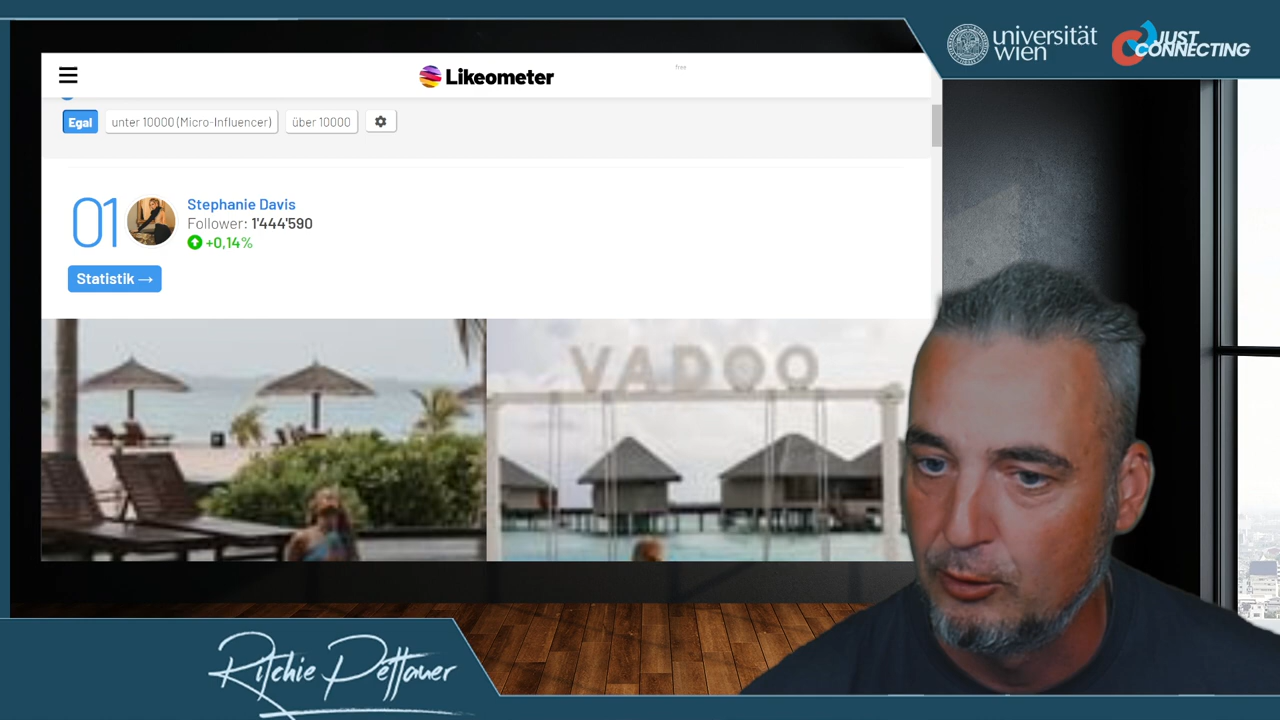 universität
wien
JUST
CONNECTING
Likeometer
free
Egal
unter 10000 (Micro-Influencer)
über 10000
01
Stephanie Davis
Follower: 1'444'590
+0,14%
Statistik →
VADOO
Ritchie Pettauer